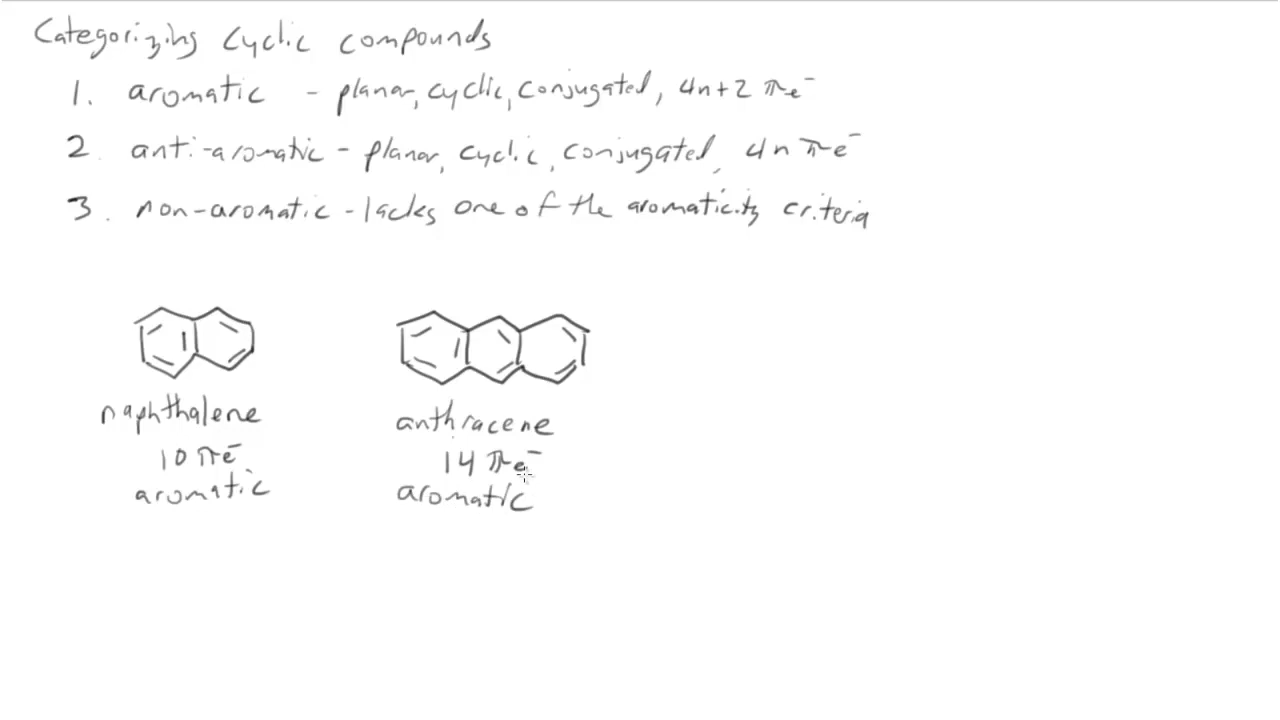 Categorizing cyclic compounds
1. aromatic - planar, cyclic, conjugated, 4n+2 πe⁻
2. anti-aromatic - planar, cyclic, conjugated, 4n πe⁻
3. non-aromatic - lacks one of the aromaticity criteria
naphthalene
10 πe⁻
aromatic
anthracene
14 πe⁻
aromatic